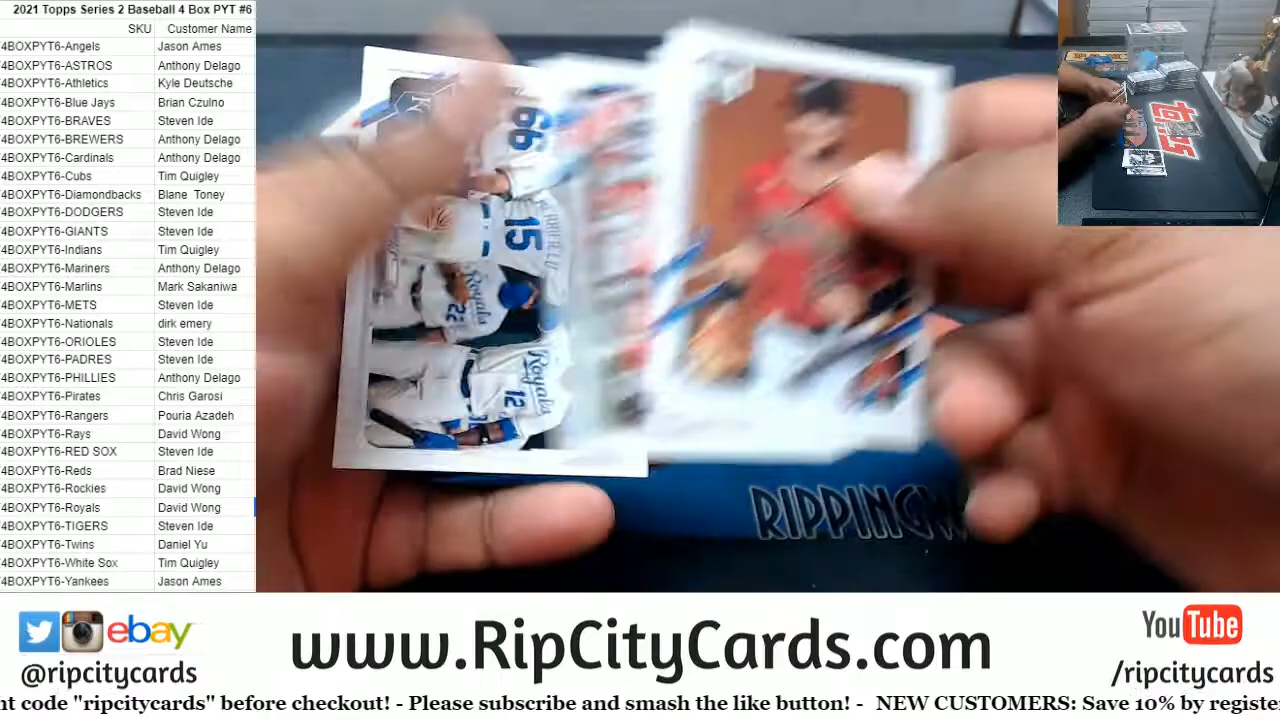 2021 Topps Series 2 Baseball 4 Box PYT #6
SKU Customer Name
4BOXPYT6-Angels Jason Ames
4BOXPYT6-ASTROS Anthony Delago
4BOXPYT6-Athletics Kyle Deutsche
4BOXPYT6-Blue Jays Brian Czulno
4BOXPYT6-BRAVES Steven Ide
4BOXPYT6-BREWERS Anthony Delago
4BOXPYT6-Cardinals Anthony Delago
4BOXPYT6-Cubs Tim Quigley
4BOXPYT6-Diamondbacks Blane Toney
4BOXPYT6-DODGERS Steven Ide
4BOXPYT6-GIANTS Steven Ide
4BOXPYT6-Indians Tim Quigley
4BOXPYT6-Mariners Anthony Delago
4BOXPYT6-Marlins Mark Sakaniwa
4BOXPYT6-METS Steven Ide
4BOXPYT6-Nationals dirk emery
4BOXPYT6-ORIOLES Steven Ide
4BOXPYT6-PADRES Steven Ide
4BOXPYT6-PHILLIES Anthony Delago
4BOXPYT6-Pirates Chris Garosi
4BOXPYT6-Rangers Pouria Azadeh
4BOXPYT6-Rays David Wong
4BOXPYT6-RED SOX Steven Ide
4BOXPYT6-Reds Brad Niese
4BOXPYT6-Rockies David Wong
4BOXPYT6-Royals David Wong
4BOXPYT6-TIGERS Steven Ide
4BOXPYT6-Twins Daniel Yu
4BOXPYT6-White Sox Tim Quigley
4BOXPYT6-Yankees Jason Ames
66
15
Royals
22
Royals
12
topps
RIPPING
ebay
@ripcitycards
www.RipCityCards.com
YouTube
/ripcitycards
nt code "ripcitycards" before checkout! - Please subscribe and smash the like button! - NEW CUSTOMERS: Save 10% by registe